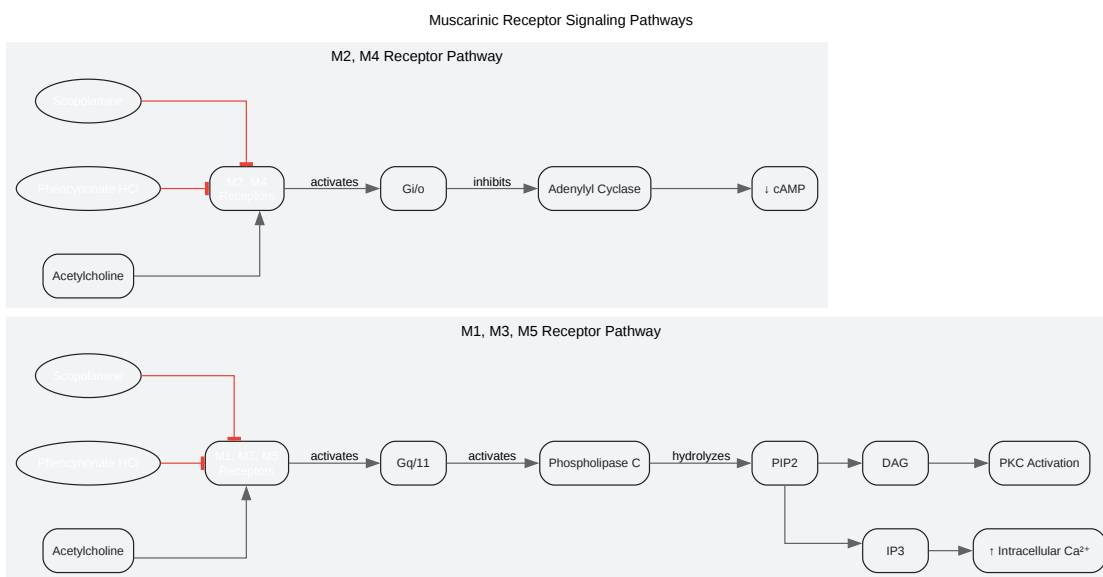 Muscarinic Receptor Signaling Pathways
M2, M4 Receptor Pathway
Scopolamine
Phencynonate HCl
M2, M4
Receptors
activates
Gi/o
inhibits
Adenylyl Cyclase
↓ cAMP
Acetylcholine
M1, M3, M5 Receptor Pathway
Scopolamine
Phencynonate HCl
M1, M3, M5
Receptors
activates
Gq/11
activates
Phospholipase C
hydrolyzes
PIP2
DAG
PKC Activation
Acetylcholine
IP3
↑ Intracellular Ca²⁺